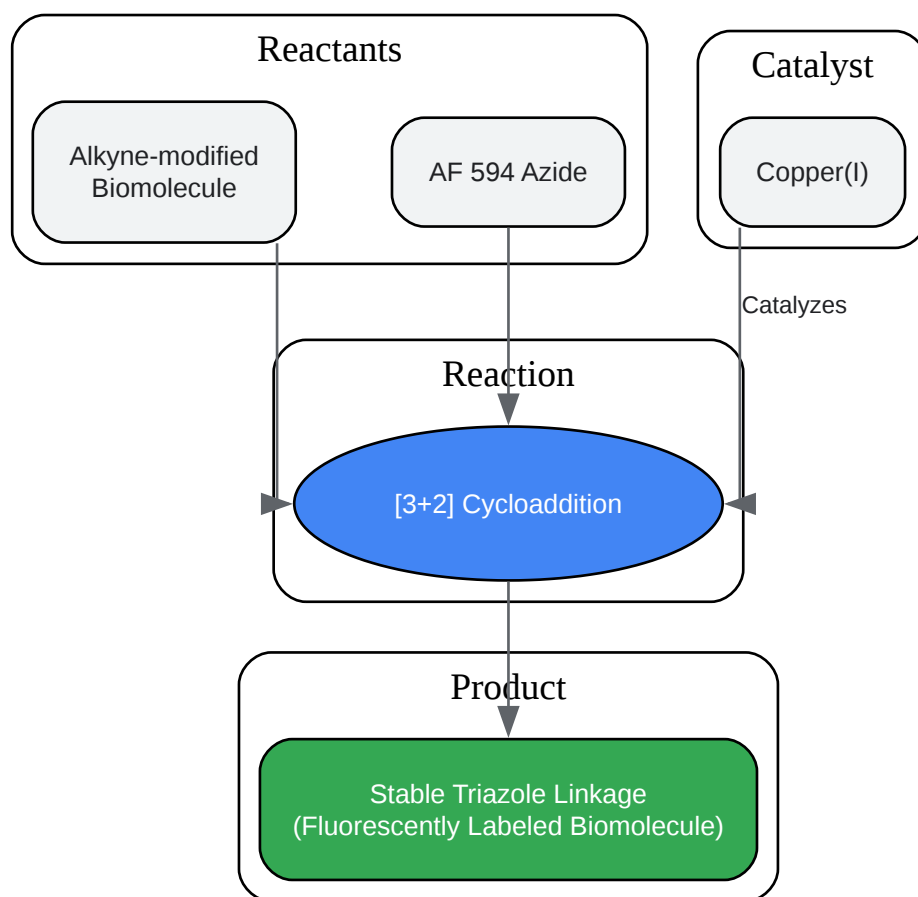 Reactants
Catalyst
Alkyne-modified
Biomolecule
AF 594 Azide
Copper(I)
Catalyzes
Reaction
[3+2] Cycloaddition
Product
Stable Triazole Linkage
(Fluorescently Labeled Biomolecule)